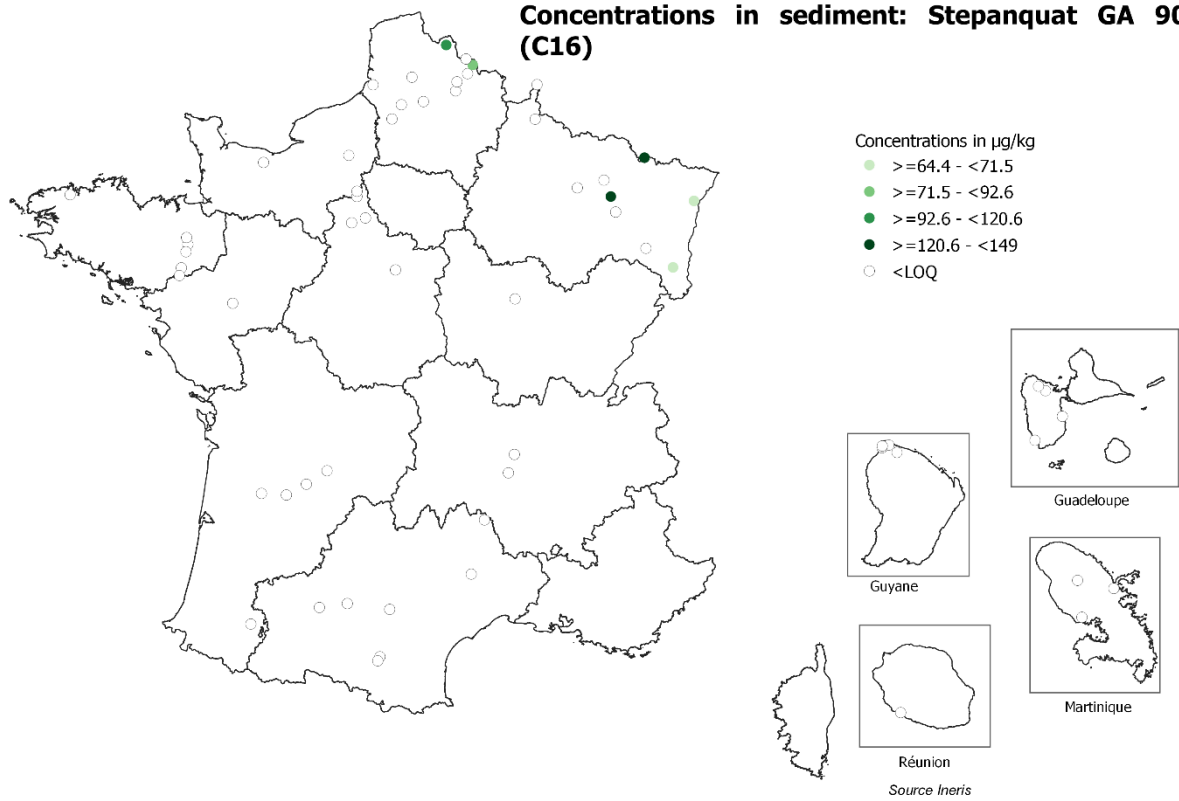 Concentrations in sediment: Stepanquat GA 90
(C16)
Concentrations in µg/kg
>=64.4 - <71.5
>=71.5 - <92.6
>=92.6 - <120.6
>=120.6 - <149
<LOQ
Guadeloupe
Guyane
Martinique
Réunion
Source Ineris